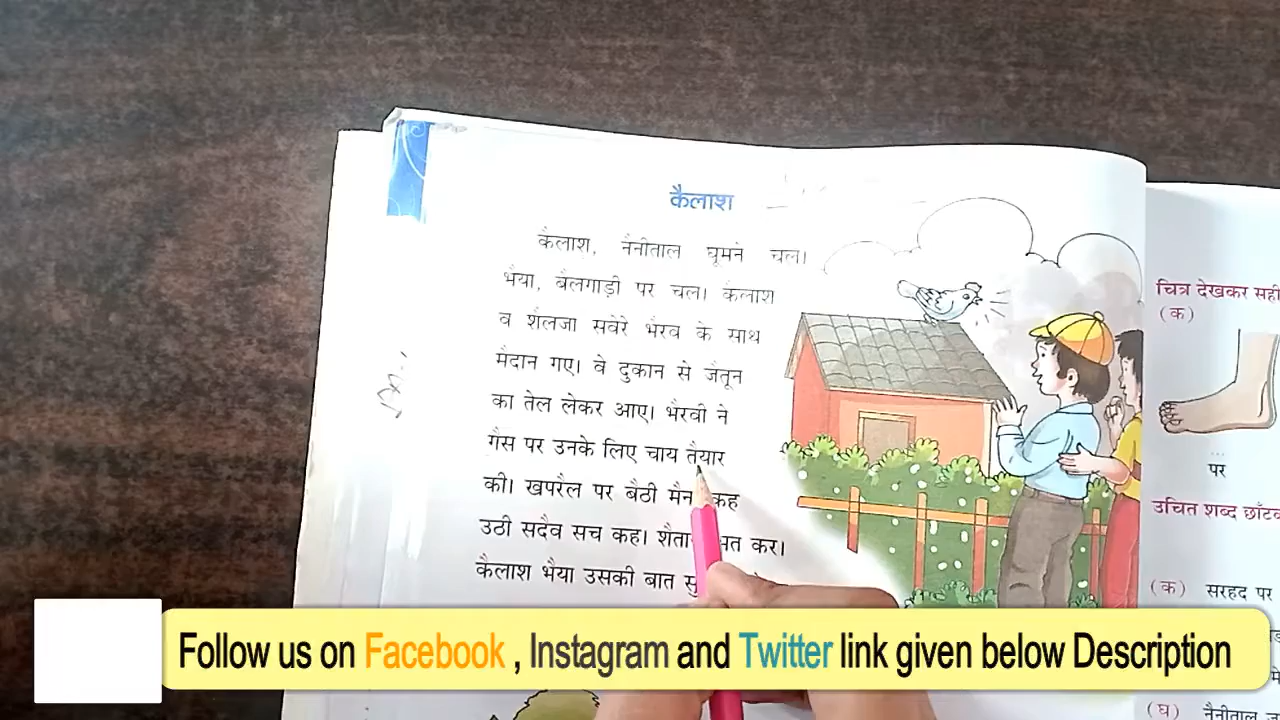 कैलाश
कैलाश, नैनीताल घूमने चल।
भैया, बैलगाड़ी पर चल। कैलाश
व शैलजा सवेरे भैरव के साथ
मैदान गए। वे दुकान से जैतून
का तेल लेकर आए। भैरवी ने
गैस पर उनके लिए चाय तैयार
की। खपरैल पर बैठी कह
उठी सदैव सच कह। कर।
कैलाश भैया उसकी बात
चित्र देखकर
(क)
पर
उचित शब्द
(क) सरहद पर
(घ) नैनीताल
Follow us on Facebook , Instagram and Twitter link given below Description